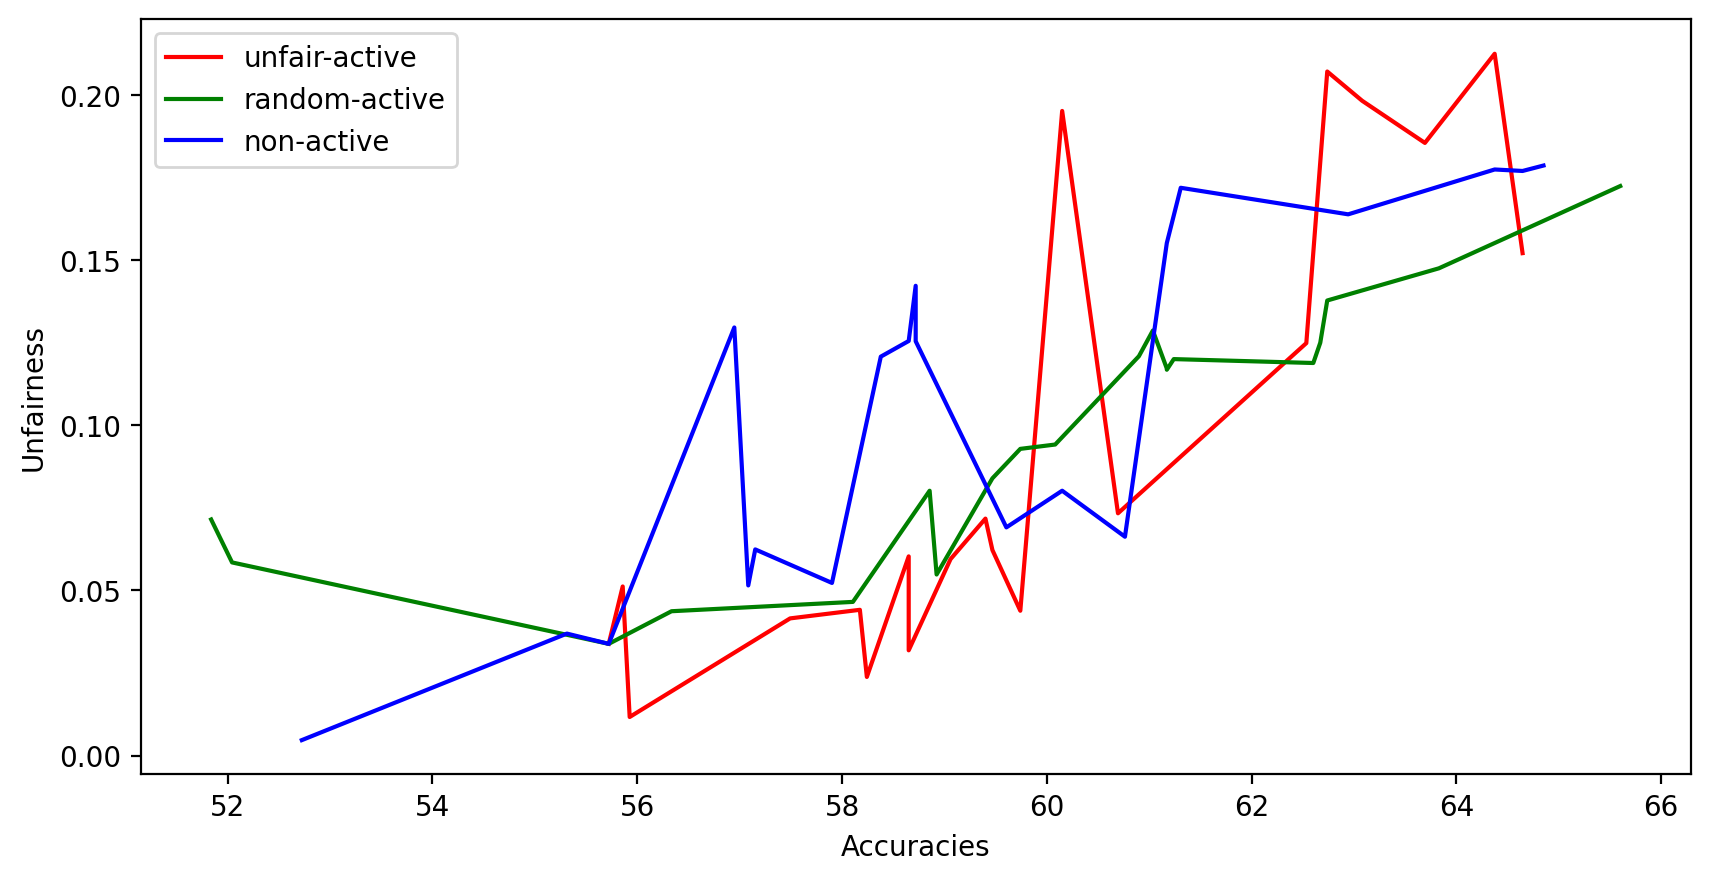 unfair-active
random-active
non-active
0.20
0.15
0.10
0.05
0.00
Unfairness
52 54 56 58 60 62 64 66
Accuracies